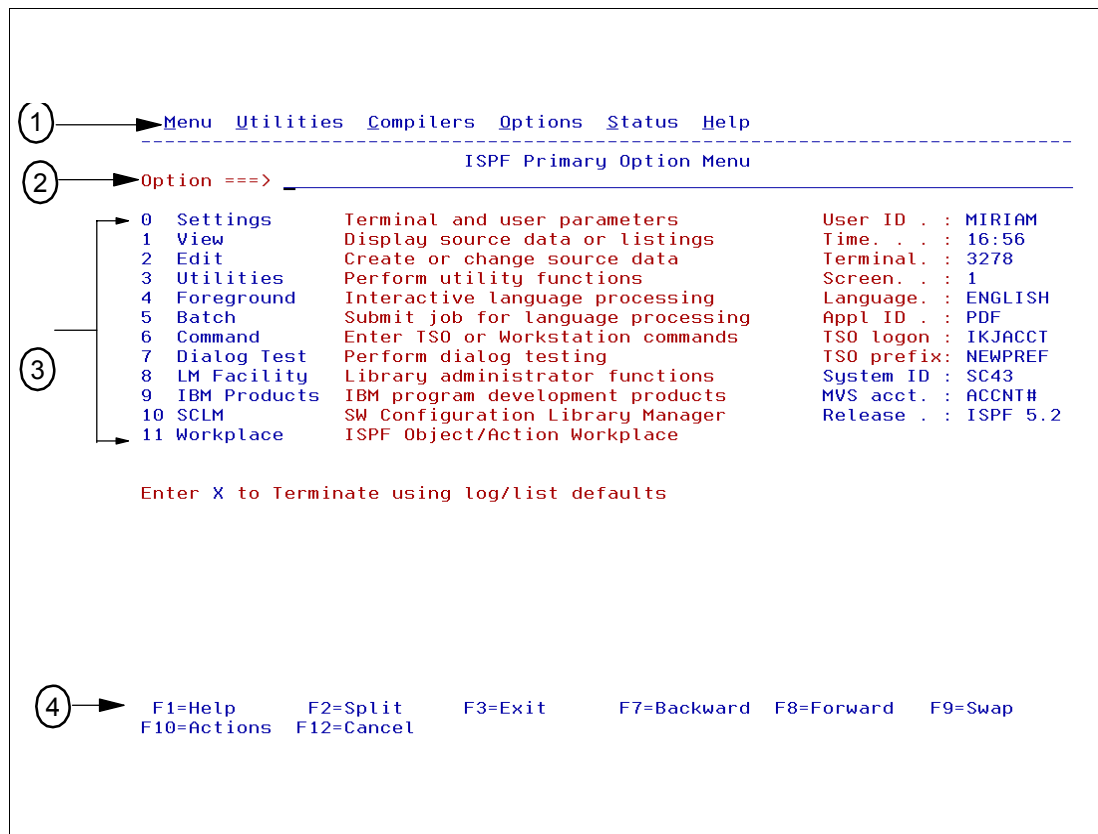 1 Menu Utilities Compilers Options Status Help
--------------------------------------------------------------------------------
ISPF Primary Option Menu
2 Option ===> _
0 Settings Terminal and user parameters User ID . : MIRIAM
1 View Display source data or listings Time. . . : 16:56
2 Edit Create or change source data Terminal. : 3278
3 Utilities Perform utility functions Screen. . : 1
4 Foreground Interactive language processing Language. : ENGLISH
5 Batch Submit job for language processing Appl ID . : PDF
6 Command Enter TSO or Workstation commands TSO logon : IKJACCT
3 7 Dialog Test Perform dialog testing TSO prefix: NEWPREF
8 LM Facility Library administrator functions System ID : SC43
9 IBM Products IBM program development products MVS acct. : ACCNT#
10 SCLM SW Configuration Library Manager Release . : ISPF 5.2
11 Workplace ISPF Object/Action Workplace
Enter X to Terminate using log/list defaults
4 F1=Help F2=Split F3=Exit F7=Backward F8=Forward F9=Swap
F10=Actions F12=Cancel